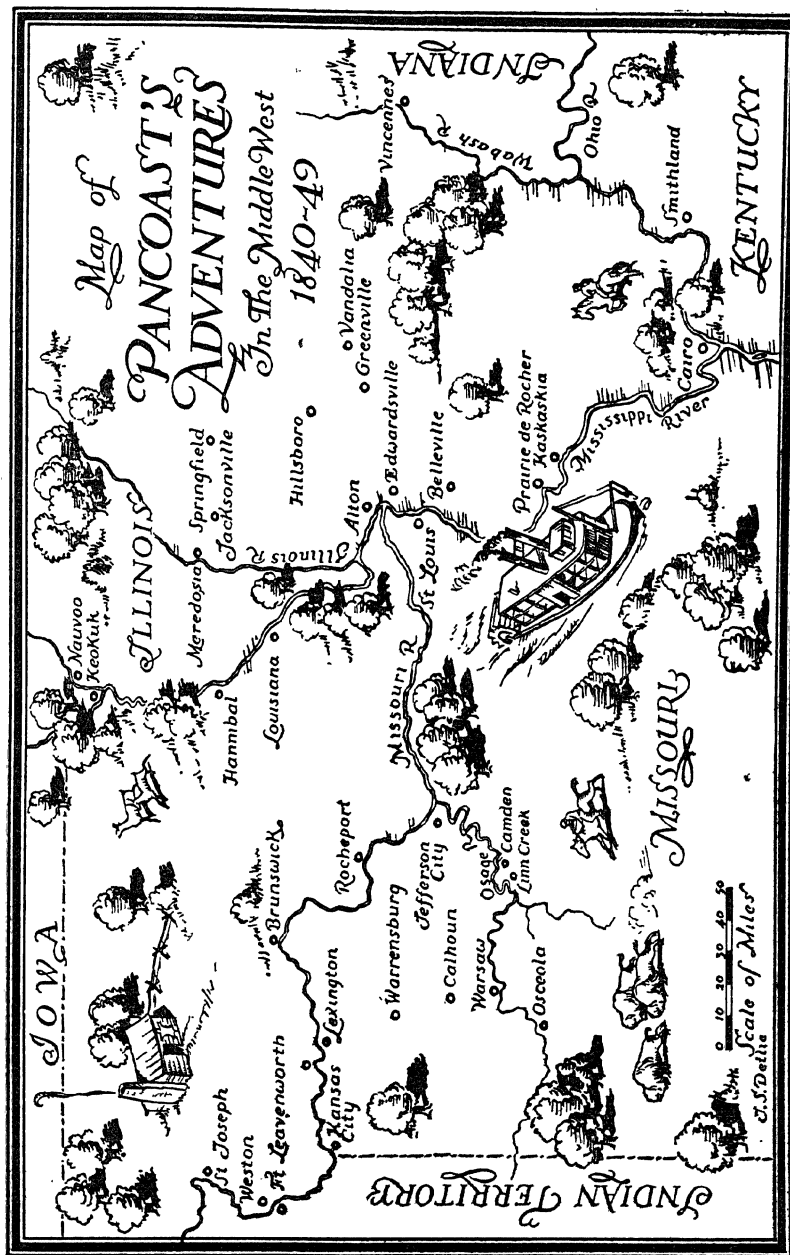 Map of
PANCOAST'S
ADVENTURES
In The Middle West
- 1840-49
IOWA
ILLINOIS
INDIANA
KENTUCKY
MISSOURI
INDIAN TERRITORY
Nauvoo
Keokuk
Meredosia
Springfield
Jacksonville
Hillsboro
Vandalia
Greenville
Vincennes
Wabash R
Ohio R
Smithland
Illinois R
Hannibal
Louisiana
Alton
Edwardsville
Belleville
St Louis
Prairie de Rocher
Kaskaskia
Mississippi
River
Cairo
Missouri R
St Joseph
Weston
Ft Leavenworth
Kansas
City
Lexington
Brunswick
Rocheport
Warrensburg
Jefferson
City
Calhoun
Osage
Camden
Linn Creek
Warsaw
Osceola
0 10 20 30 40 50
Scale of Miles